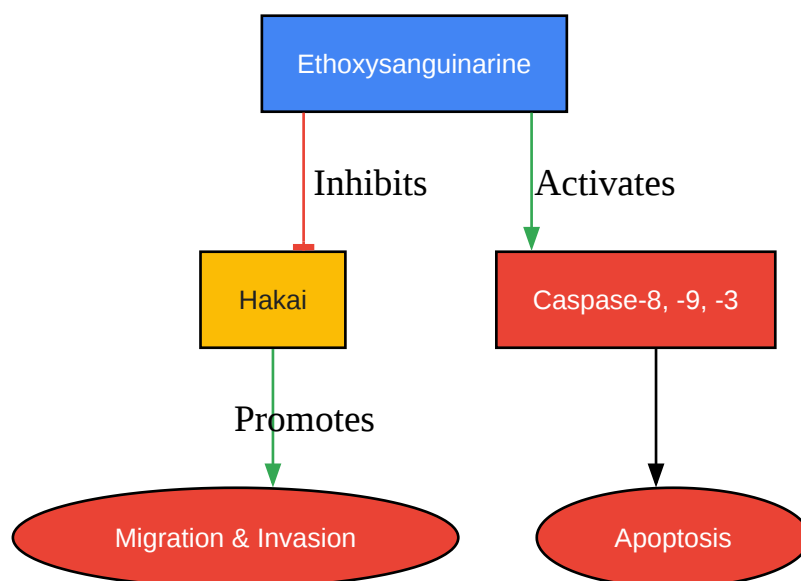 Ethoxysanguinarine
Inhibits
Activates
Hakai
Caspase-8, -9, -3
Promotes
Migration & Invasion
Apoptosis